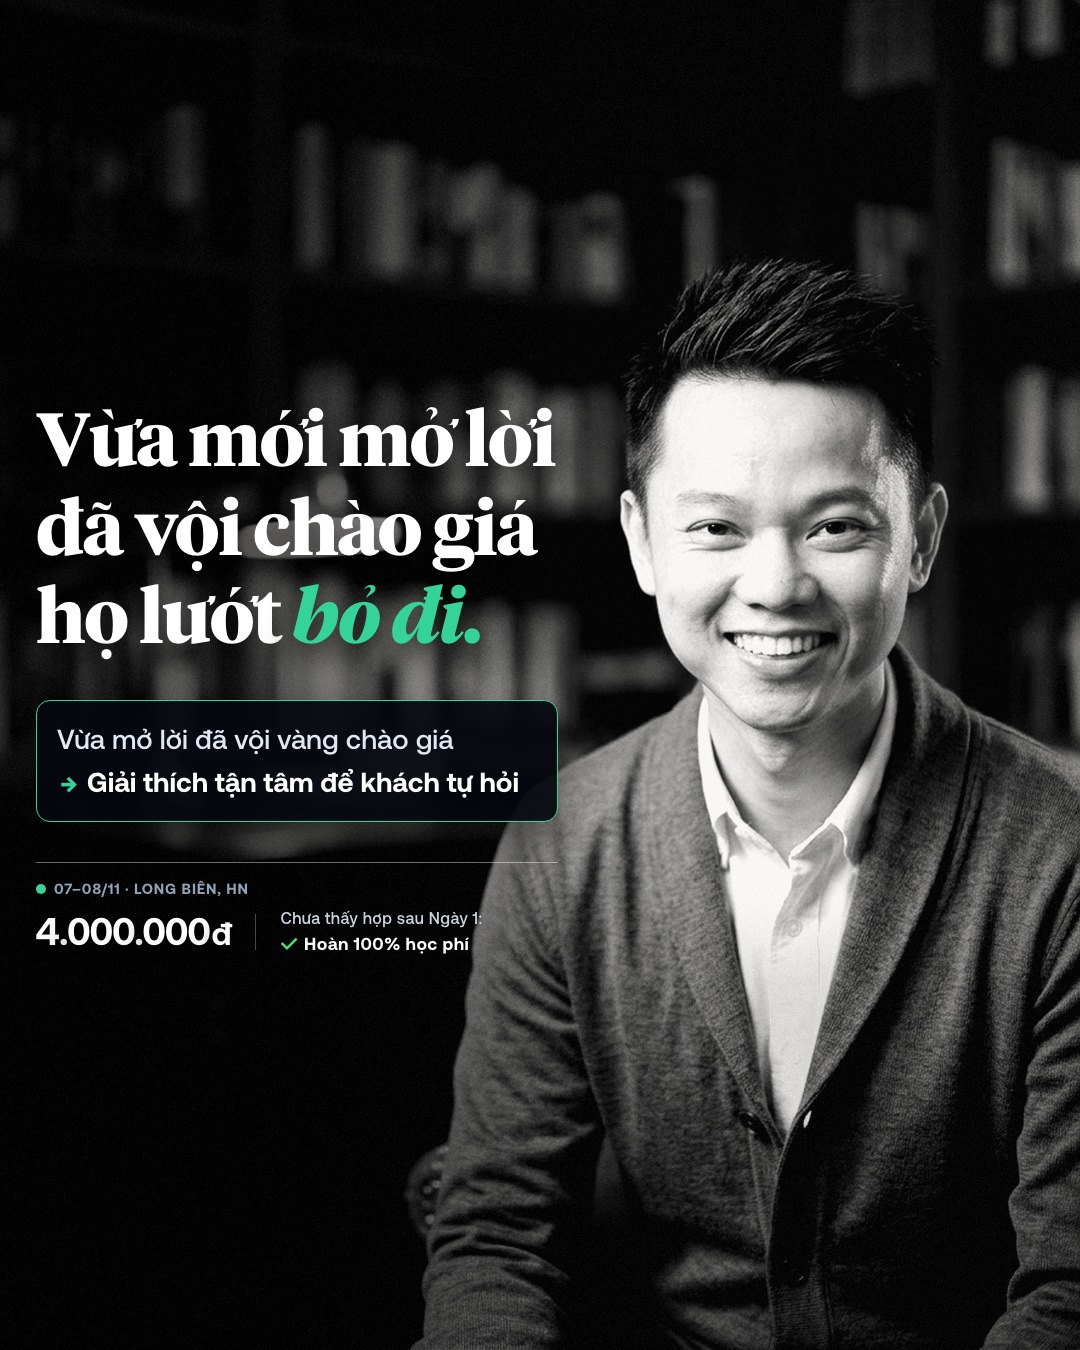 Vừa mới mở lời
đã vội chào giá
họ lướt bỏ đi.
Vừa mở lời đã vội vàng chào giá
→ Giải thích tận tâm để khách tự hỏi
07–08/11 · LONG BIÊN, HN
4.000.000đ
Chưa thấy hợp sau Ngày 1:
✓ Hoàn 100% học phí